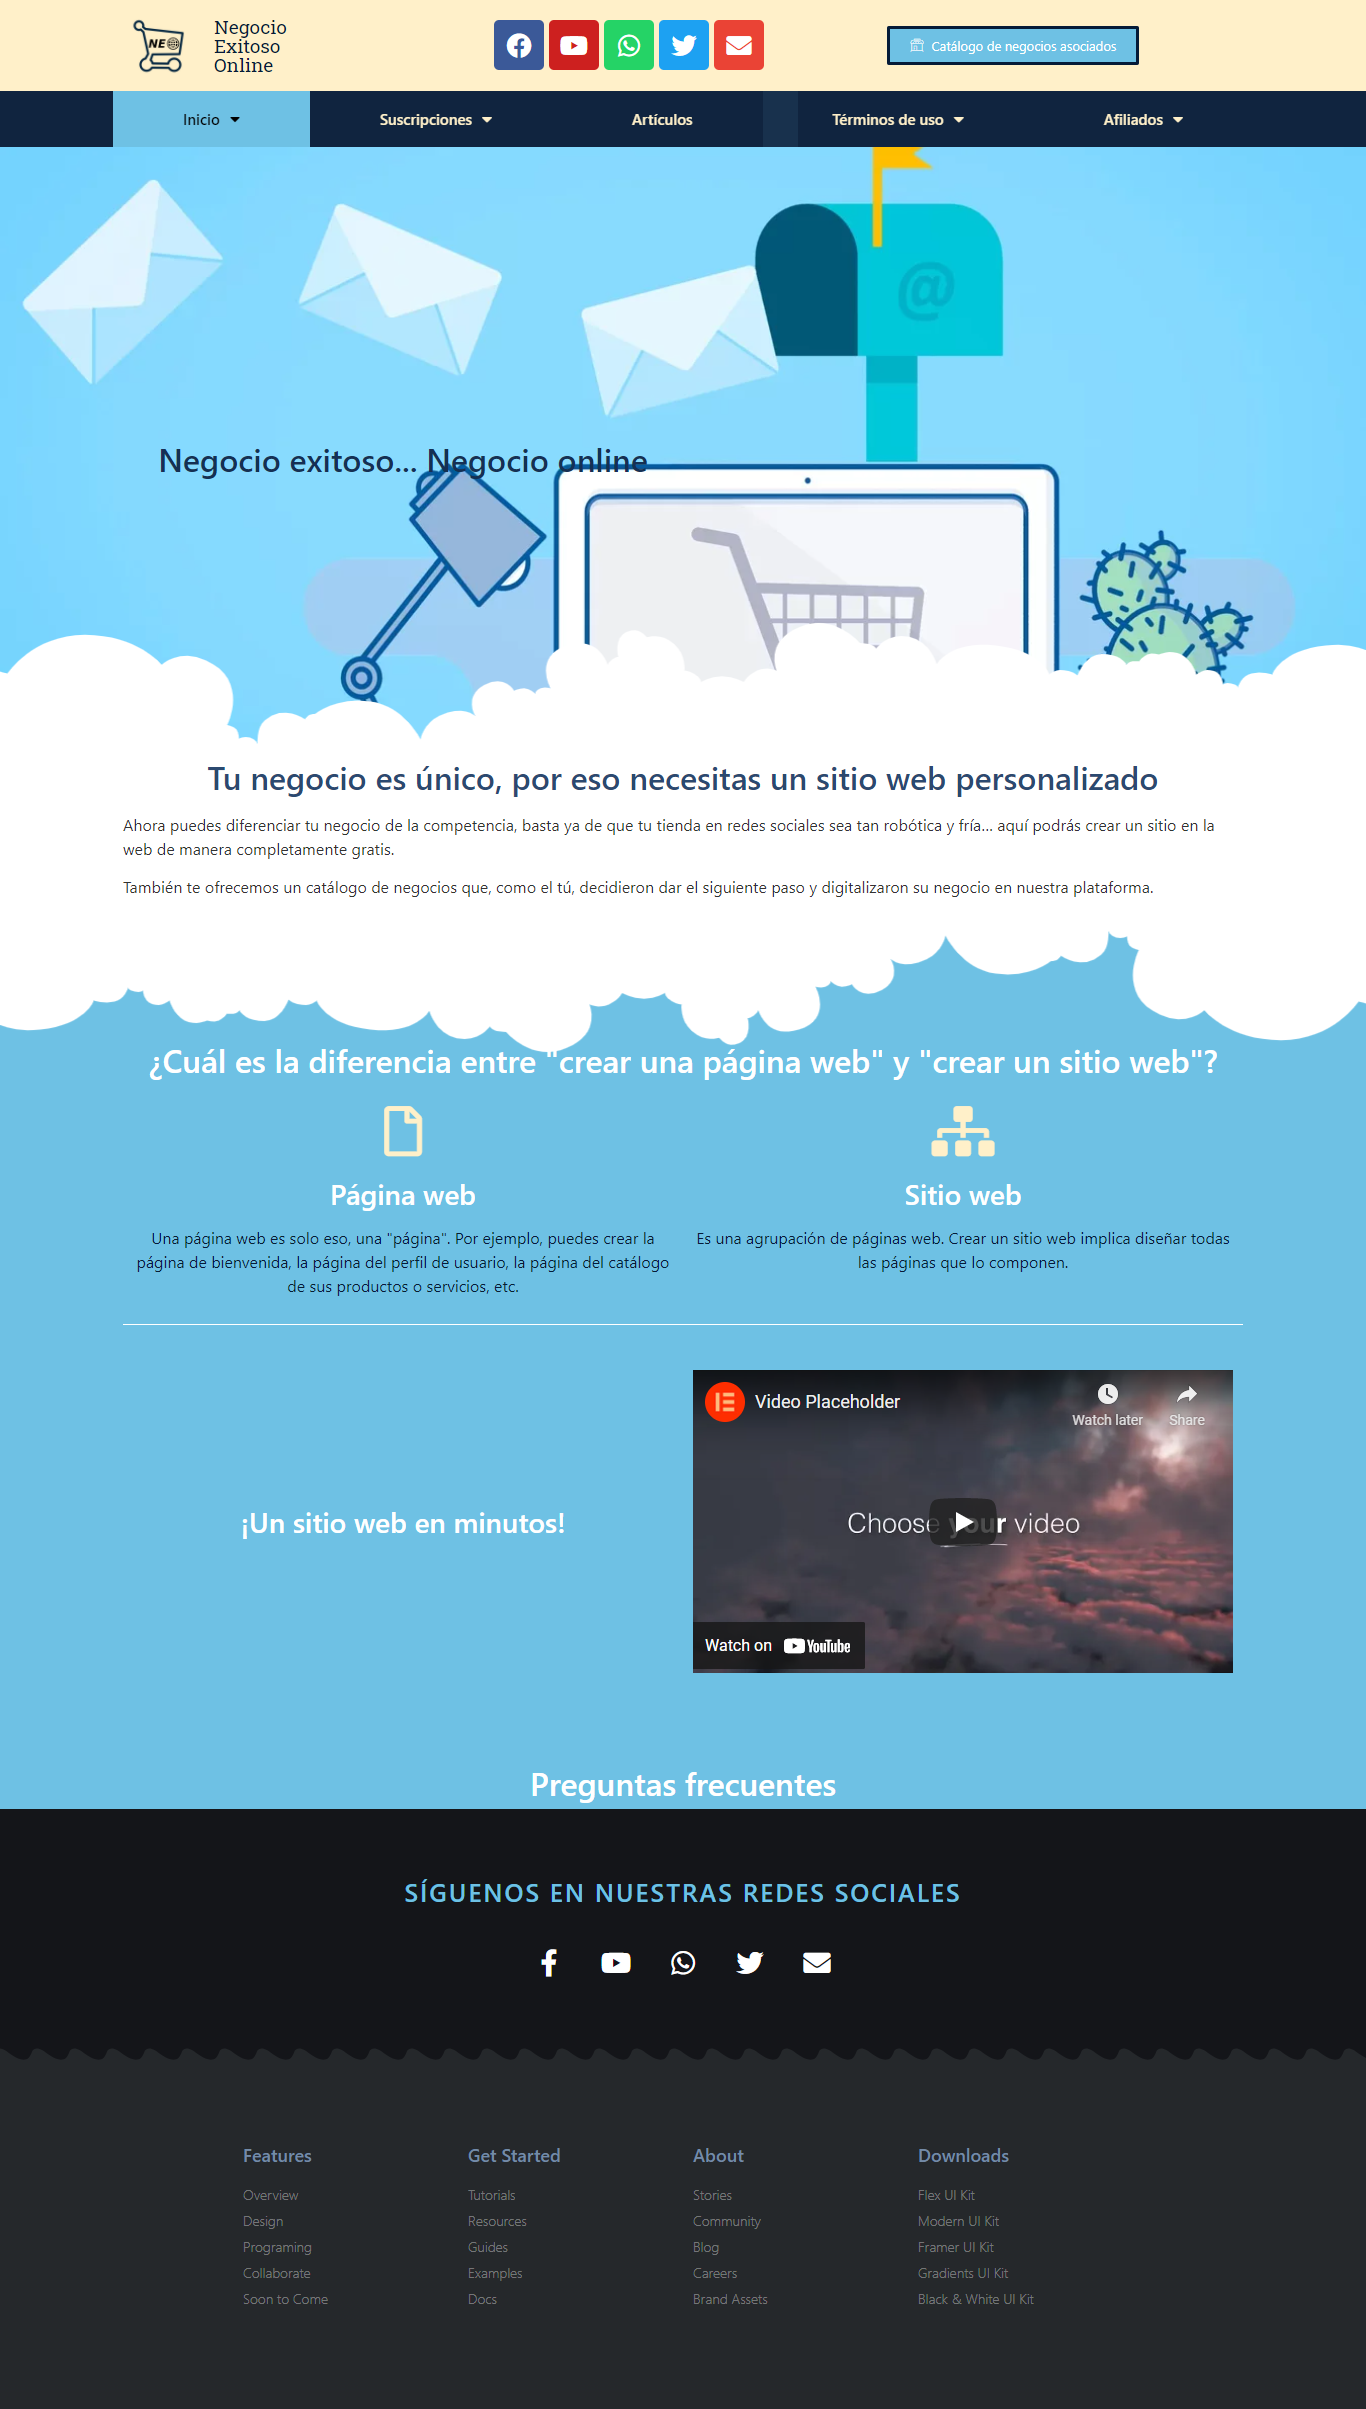 Negocio
Exitoso
Online
NE
Catálogo de negocios asociados
Inicio
Suscripciones
Artículos
Términos de uso
Afiliados
@
Negocio exitoso... Negocio online
Tu negocio es único, por eso necesitas un sitio web personalizado
Ahora puedes diferenciar tu negocio de la competencia, basta ya de que tu tienda en redes sociales sea tan robótica y fría... aquí podrás crear un sitio en la
web de manera completamente gratis.
También te ofrecemos un catálogo de negocios que, como el tú, decidieron dar el siguiente paso y digitalizaron su negocio en nuestra plataforma.
¿Cuál es la diferencia entre "crear una página web" y "crear un sitio web"?
Página web
Una página web es solo eso, una "página". Por ejemplo, puedes crear la
página de bienvenida, la página del perfil de usuario, la página del catálogo
de sus productos o servicios, etc.
Sitio web
Es una agrupación de páginas web. Crear un sitio web implica diseñar todas
las páginas que lo componen.
¡Un sitio web en minutos!
Video Placeholder
Watch later
Share
Choose your video
Watch on YouTube
Preguntas frecuentes
SÍGUENOS EN NUESTRAS REDES SOCIALES
Features
Overview
Design
Programing
Collaborate
Soon to Come
Get Started
Tutorials
Resources
Guides
Examples
Docs
About
Stories
Community
Blog
Careers
Brand Assets
Downloads
Flex UI Kit
Modern UI Kit
Framer UI Kit
Gradients UI Kit
Black & White UI Kit